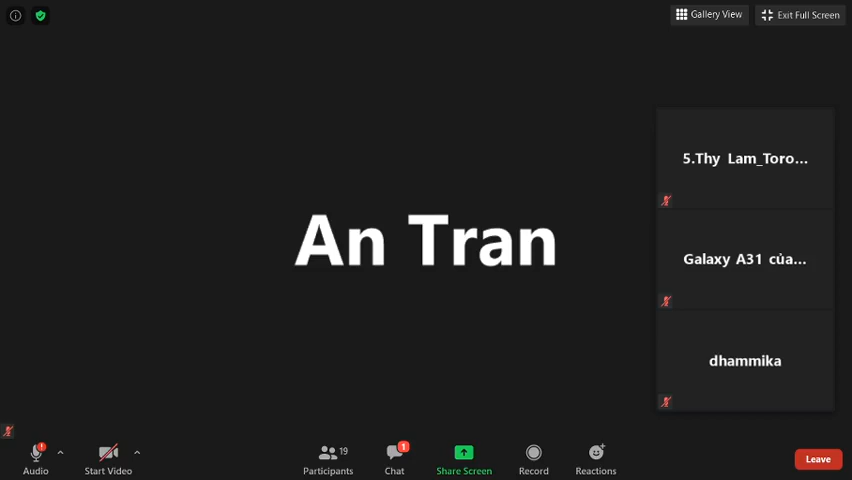 Gallery View
Exit Full Screen
5.Thy Lam_Toro...
An Tran
Galaxy A31 của...
dhammika
Audio
Start Video
Participants
19
Chat
1
Share Screen
Record
Reactions
Leave